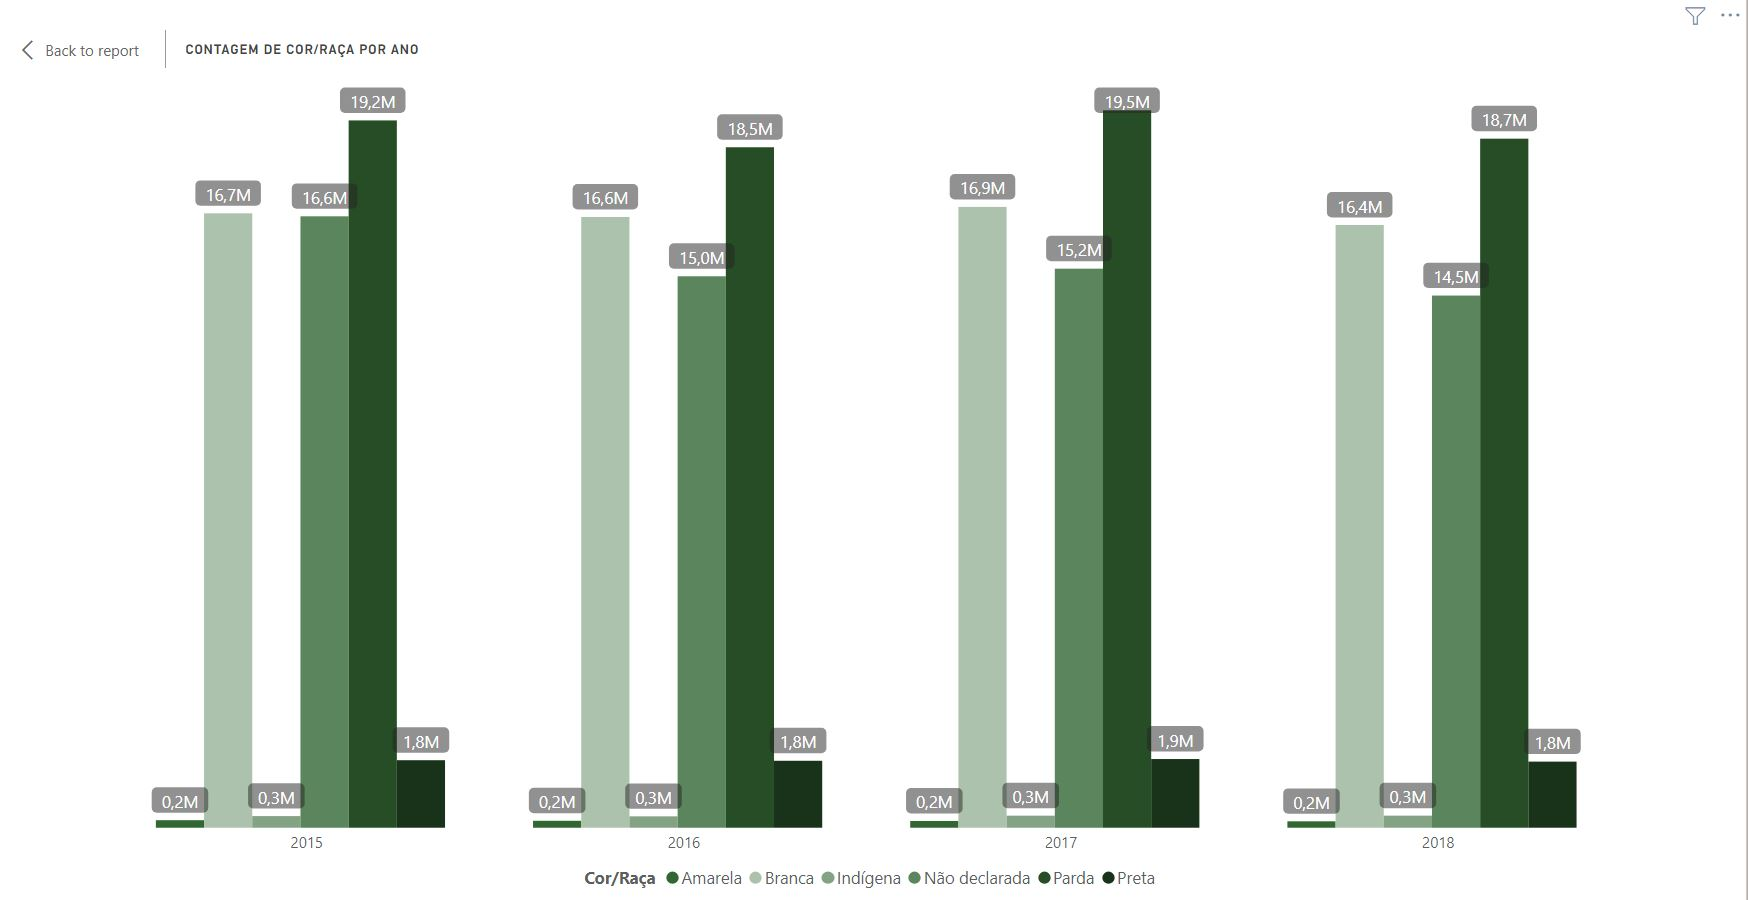 Back to report
CONTAGEM DE COR/RAÇA POR ANO
19,2M
16,7M
16,6M
1,8M
0,2M
0,3M
2015
18,5M
16,6M
15,0M
1,8M
0,2M
0,3M
2016
19,5M
16,9M
15,2M
1,9M
0,2M
0,3M
2017
18,7M
16,4M
14,5M
1,8M
0,2M
0,3M
2018
Cor/Raça Amarela Branca Indígena Não declarada Parda Preta